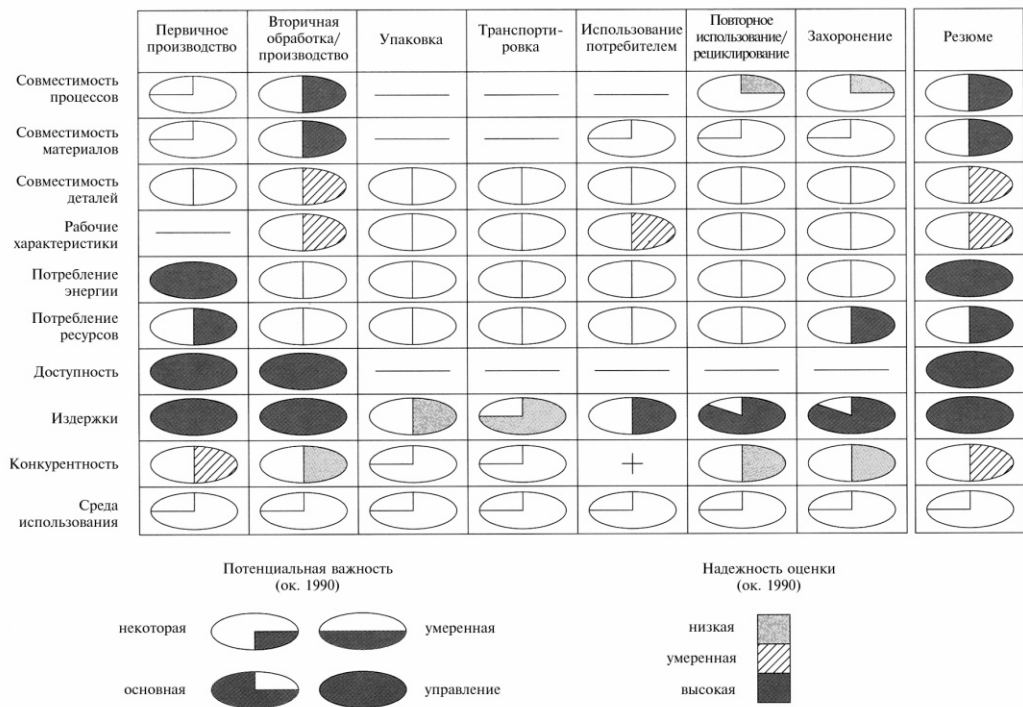 Первичное
производство
Вторичная
обработка/
производство
Упаковка
Транспорти-
ровка
Использование
потребителем
Повторное
использование/
рециклирование
Захоронение
Резюме
Совместимость
процессов
Совместимость
материалов
Совместимость
деталей
Рабочие
характеристики
Потребление
энергии
Потребление
ресурсов
Доступность
Издержки
Конкурентность
Среда
использования
Потенциальная важность
(ок. 1990)
некоторая
умеренная
основная
управление
Надежность оценки
(ок. 1990)
низкая
умеренная
высокая